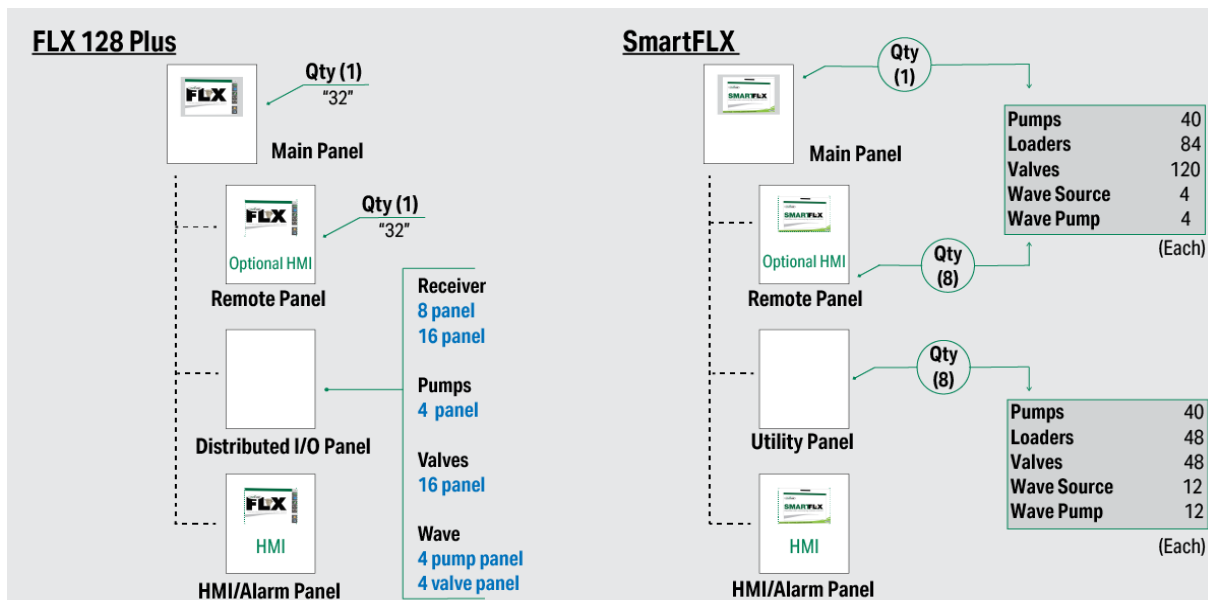 FLX 128 Plus
Qty (1)
"32"
FLX
Main Panel
Qty (1)
"32"
FLX
Optional HMI
Remote Panel
Receiver
8 panel
16 panel
Pumps
4 panel
Valves
16 panel
Wave
4 pump panel
4 valve panel
Distributed I/O Panel
FLX
HMI
HMI/Alarm Panel
SmartFLX
Qty
(1)
SMARTFLX
Main Panel
Pumps 40
Loaders 84
Valves 120
Wave Source 4
Wave Pump 4
(Each)
SMARTFLX
Optional HMI
Remote Panel
Qty
(8)
Qty
(8)
Utility Panel
Pumps 40
Loaders 48
Valves 48
Wave Source 12
Wave Pump 12
(Each)
SMARTFLX
HMI
HMI/Alarm Panel